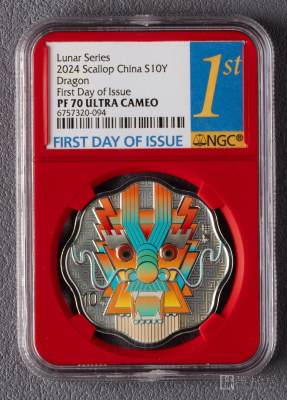 Lunar Series
2024 Scallop China S10Y
Dragon
First Day of Issue
PF 70 ULTRA CAMEO
6757320-094
1st
FIRST DAY OF ISSUE
NGC®
10